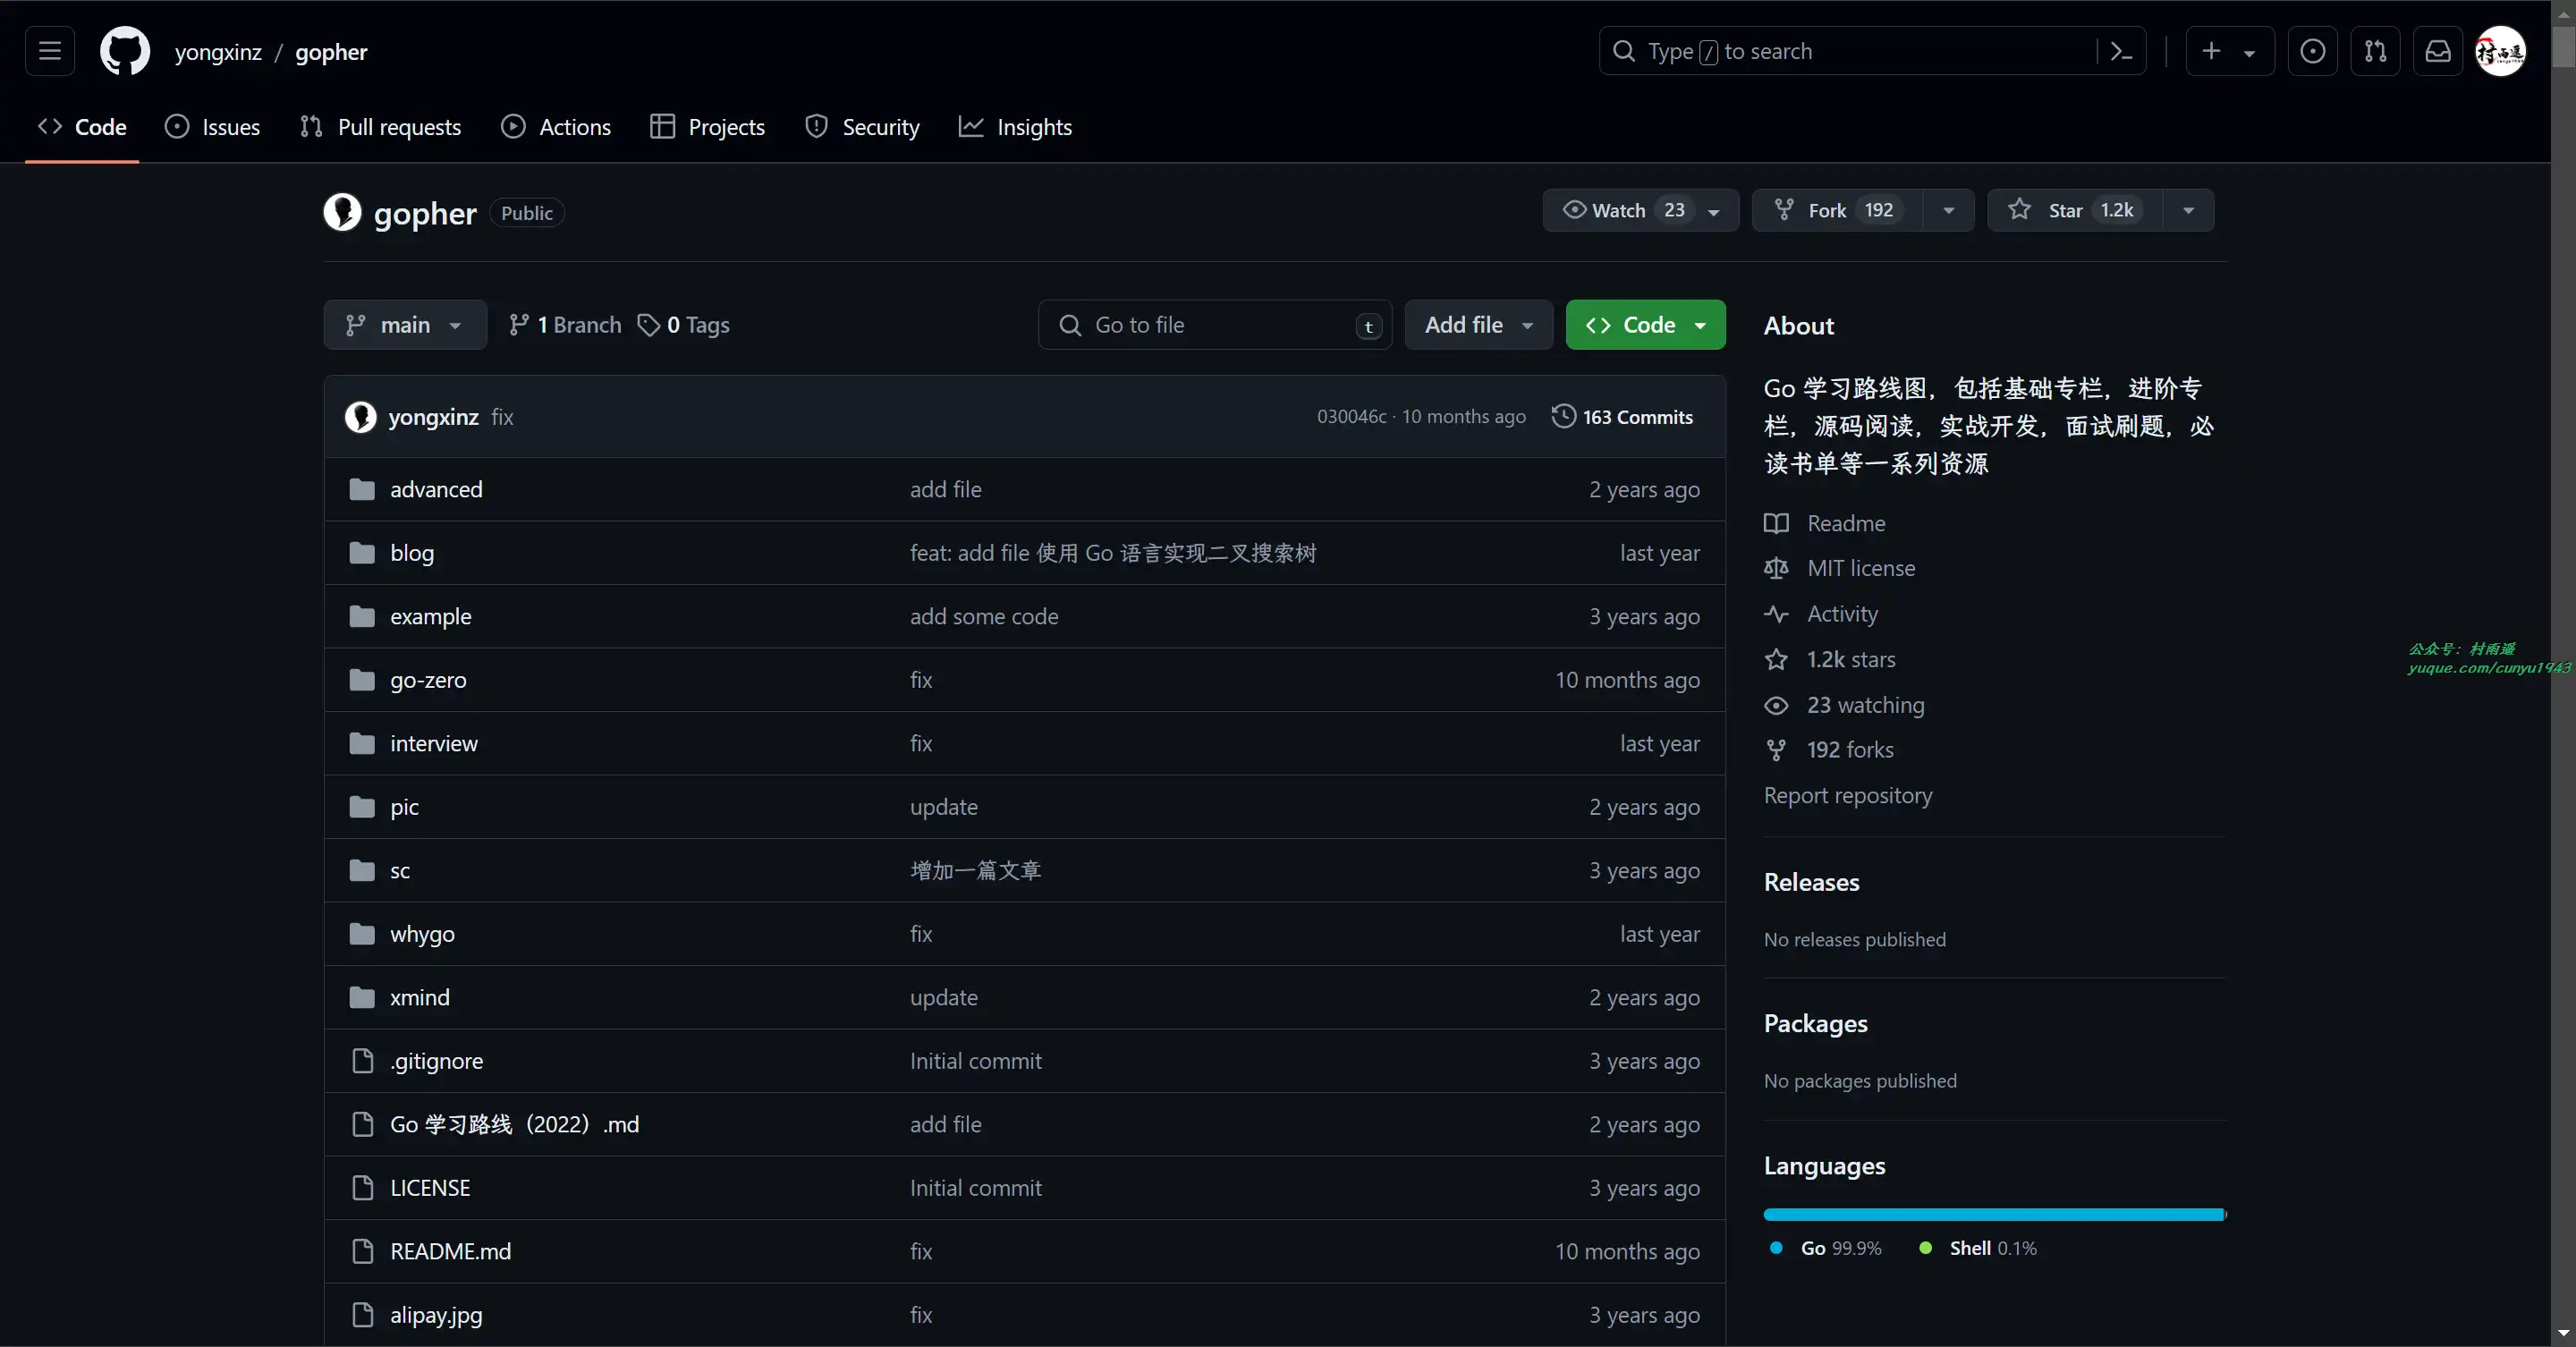 yongxinz / gopher
Type / to search
Code Issues Pull requests Actions Projects Security Insights
gopher Public
Watch 23 Fork 192 Star 1.2k
main 1 Branch 0 Tags Go to file t Add file Code
yongxinz fix 030046c · 10 months ago 163 Commits
advanced add file 2 years ago
blog feat: add file 使用 Go 语言实现二叉搜索树 last year
example add some code 3 years ago
go-zero fix 10 months ago
interview fix last year
pic update 2 years ago
sc 增加一篇文章 3 years ago
whygo fix last year
xmind update 2 years ago
.gitignore Initial commit 3 years ago
Go 学习路线（2022）.md add file 2 years ago
LICENSE Initial commit 3 years ago
README.md fix 10 months ago
alipay.jpg fix 3 years ago
About
Go 学习路线图，包括基础专栏，进阶专
栏，源码阅读，实战开发，面试刷题，必
读书单等一系列资源
Readme
MIT license
Activity
1.2k stars
23 watching
192 forks
Report repository
Releases
No releases published
Packages
No packages published
Languages
Go 99.9% Shell 0.1%
公众号：村雨遥
yuque.com/cunyu1943